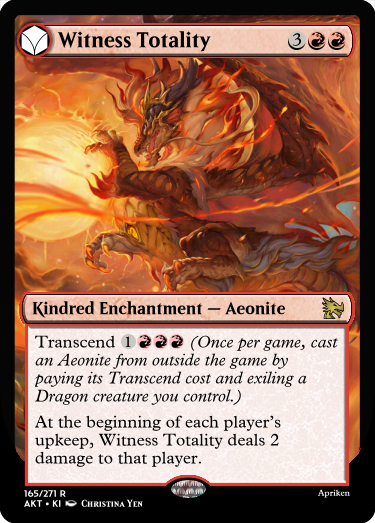 Witness Totality 3
Kindred Enchantment — Aeonite
Transcend 1 (Once per game, cast
an Aeonite from outside the game by
paying its Transcend cost and exiling a
Dragon creature you control.)
At the beginning of each player's
upkeep, Witness Totality deals 2
damage to that player.
165/271 R
Apriken
AKT • KI Christina Yen